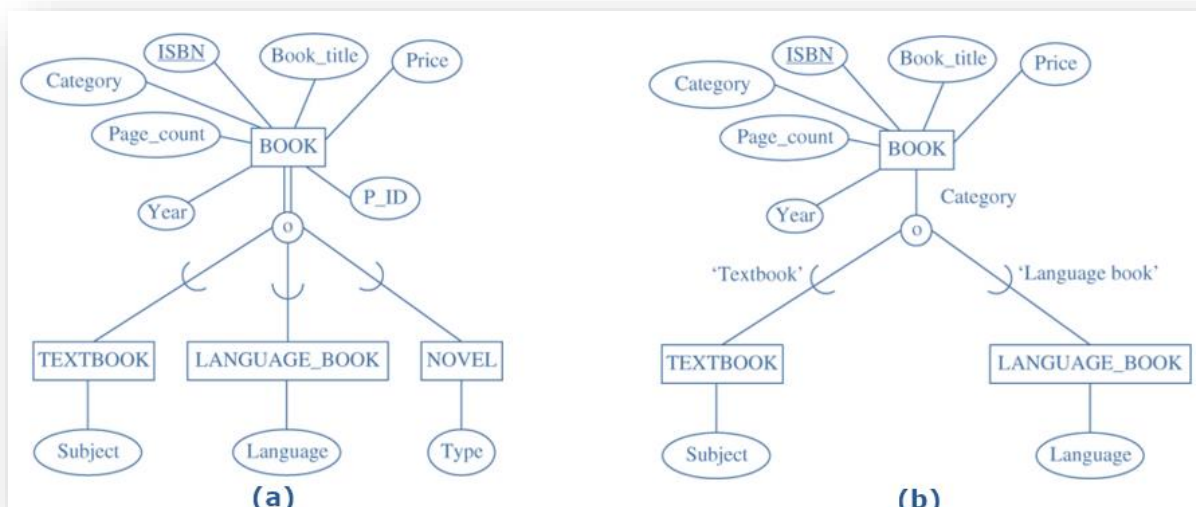 ISBN
Book_title
Price
Category
Page_count
BOOK
Year
P_ID
o
TEXTBOOK
LANGUAGE_BOOK
NOVEL
Subject
Language
Type
(a)
ISBN
Book_title
Price
Category
Page_count
BOOK
Year
Category
o
‘Textbook’
‘Language book’
TEXTBOOK
LANGUAGE_BOOK
Subject
Language
(b)